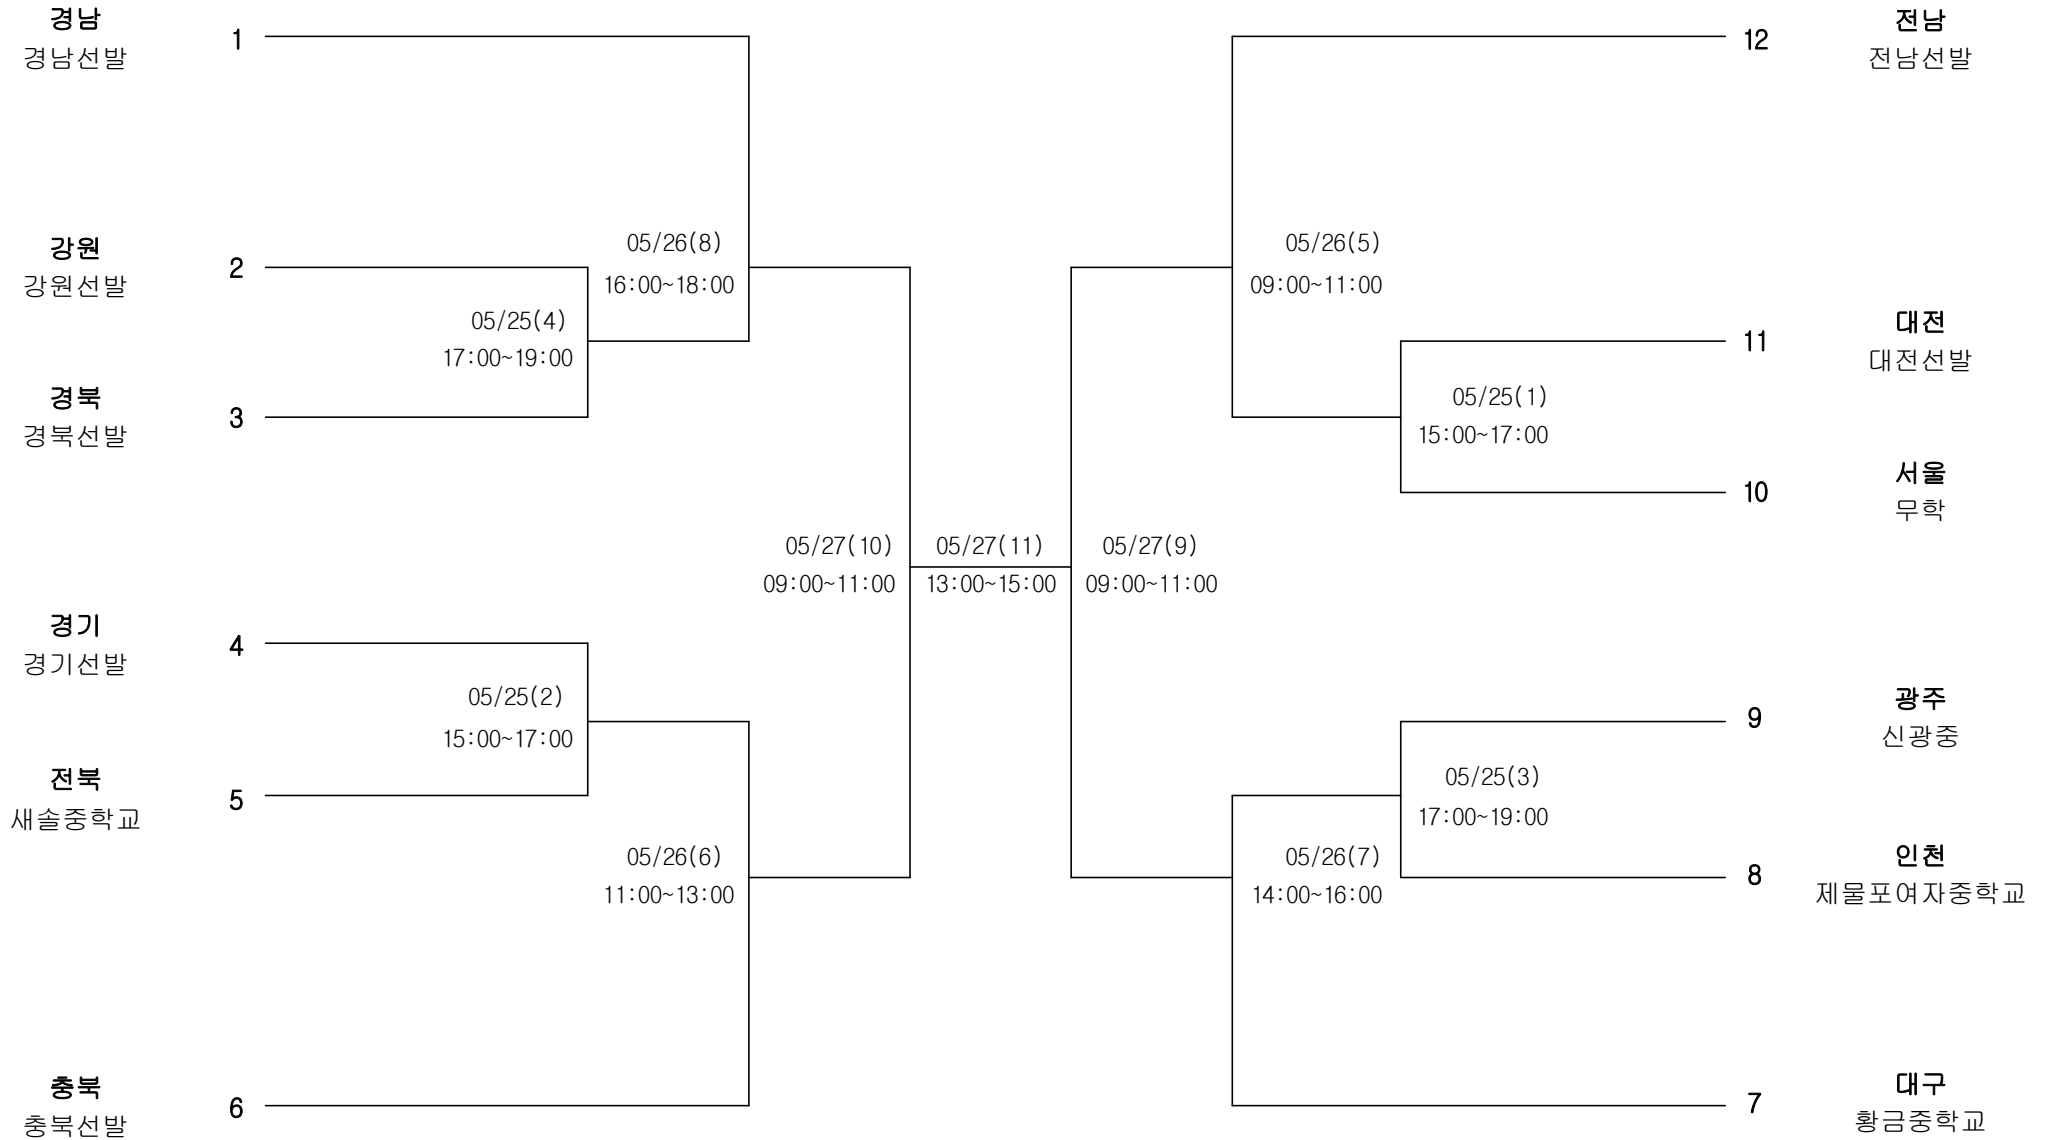 경남
경남선발
1
강원
강원선발
2
05/26(8)
16:00~18:00
05/25(4)
17:00~19:00
경북
경북선발
3
05/27(10)
09:00~11:00
경기
경기선발
4
05/25(2)
15:00~17:00
전북
새솔중학교
5
05/26(6)
11:00~13:00
충북
충북선발
6
05/27(11)
13:00~15:00
12
전남
전남선발
05/26(5)
09:00~11:00
11
대전
대전선발
05/25(1)
15:00~17:00
10
서울
무학
05/27(9)
09:00~11:00
9
광주
신광중
05/25(3)
17:00~19:00
05/26(7)
14:00~16:00
8
인천
제물포여자중학교
7
대구
황금중학교